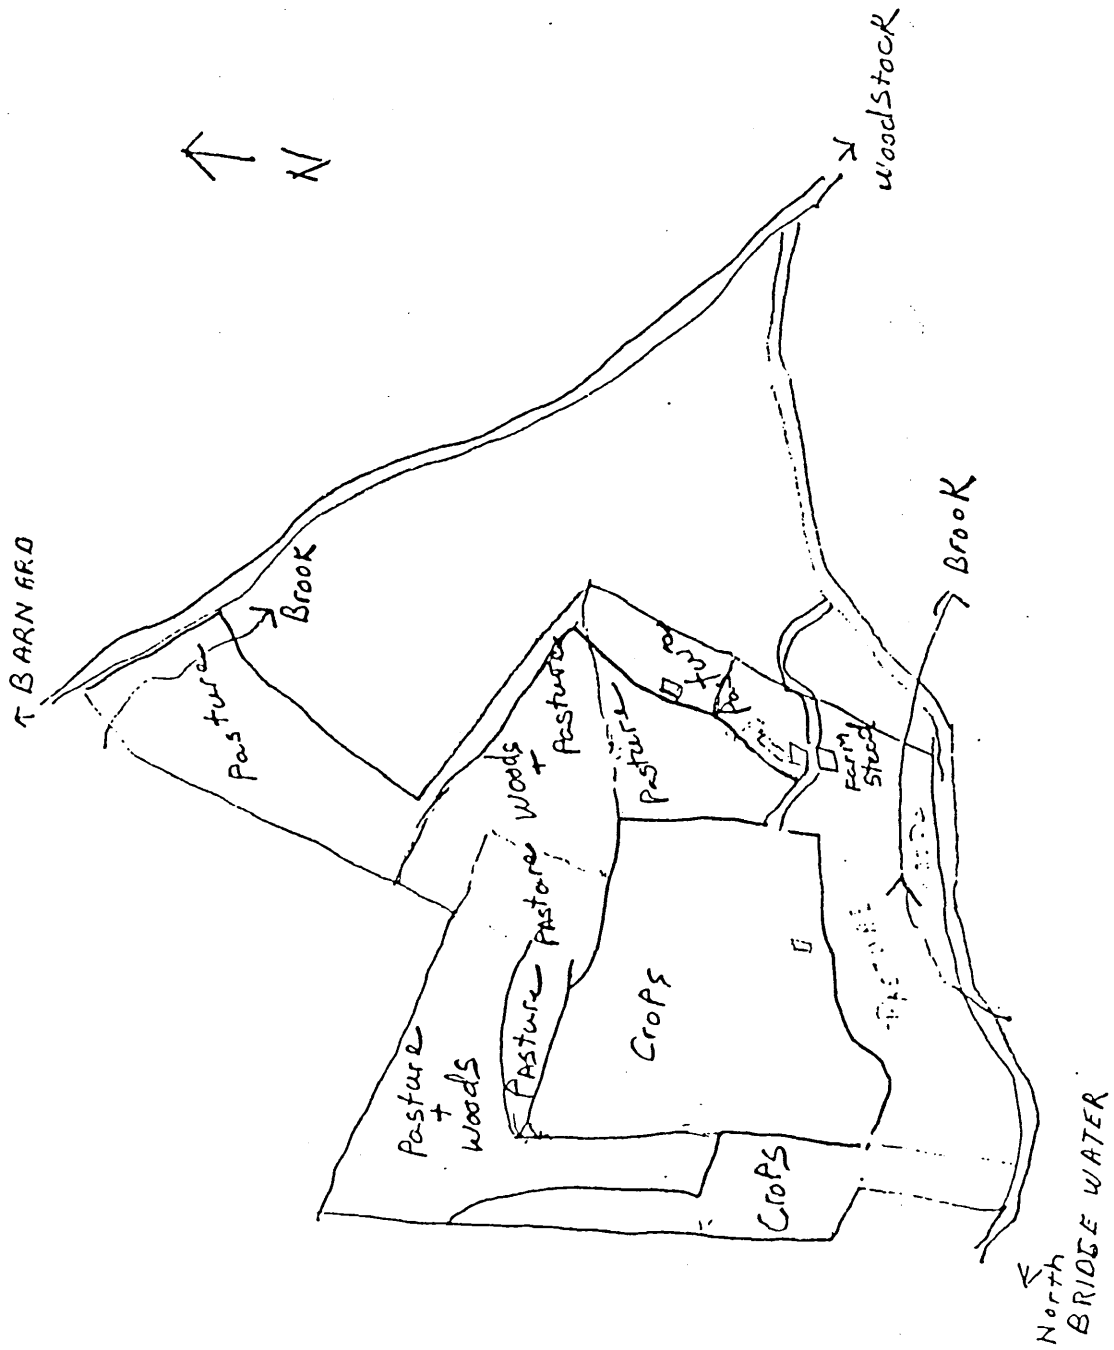 BARNARD
N
WoodStock
Brook
Pasture
Woods
+
Pasture
Pasture
Pasture
+
Woods
PAsture
PAsture
Farm
Stead
Brook
Crops
PASTURE
Crops
North
BRIDGE WATER